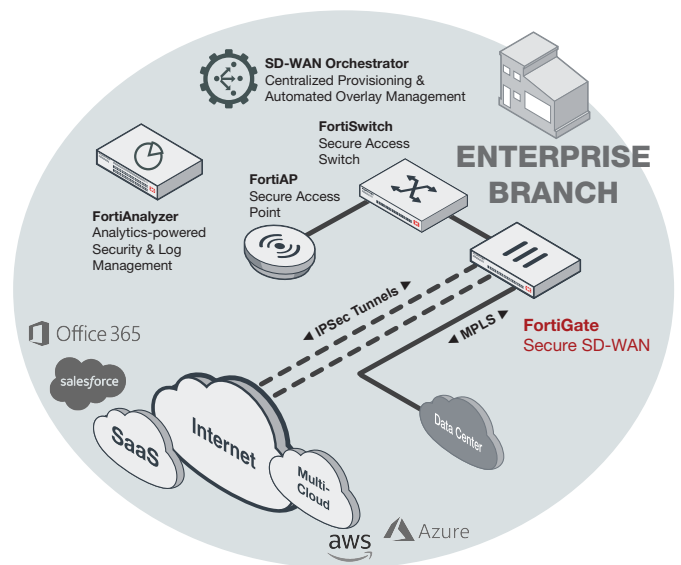 SD-WAN Orchestrator
Centralized Provisioning &
Automated Overlay Management
FortiSwitch
Secure Access
Switch
ENTERPRISE
BRANCH
FortiAP
Secure Access
Point
FortiAnalyzer
Analytics-powered
Security & Log
Management
◀ IPSec Tunnels ▶
◀ MPLS ▶
FortiGate
Secure SD-WAN
Office 365
salesforce
SaaS
Internet
Multi-
Cloud
Data Center
aws
Azure